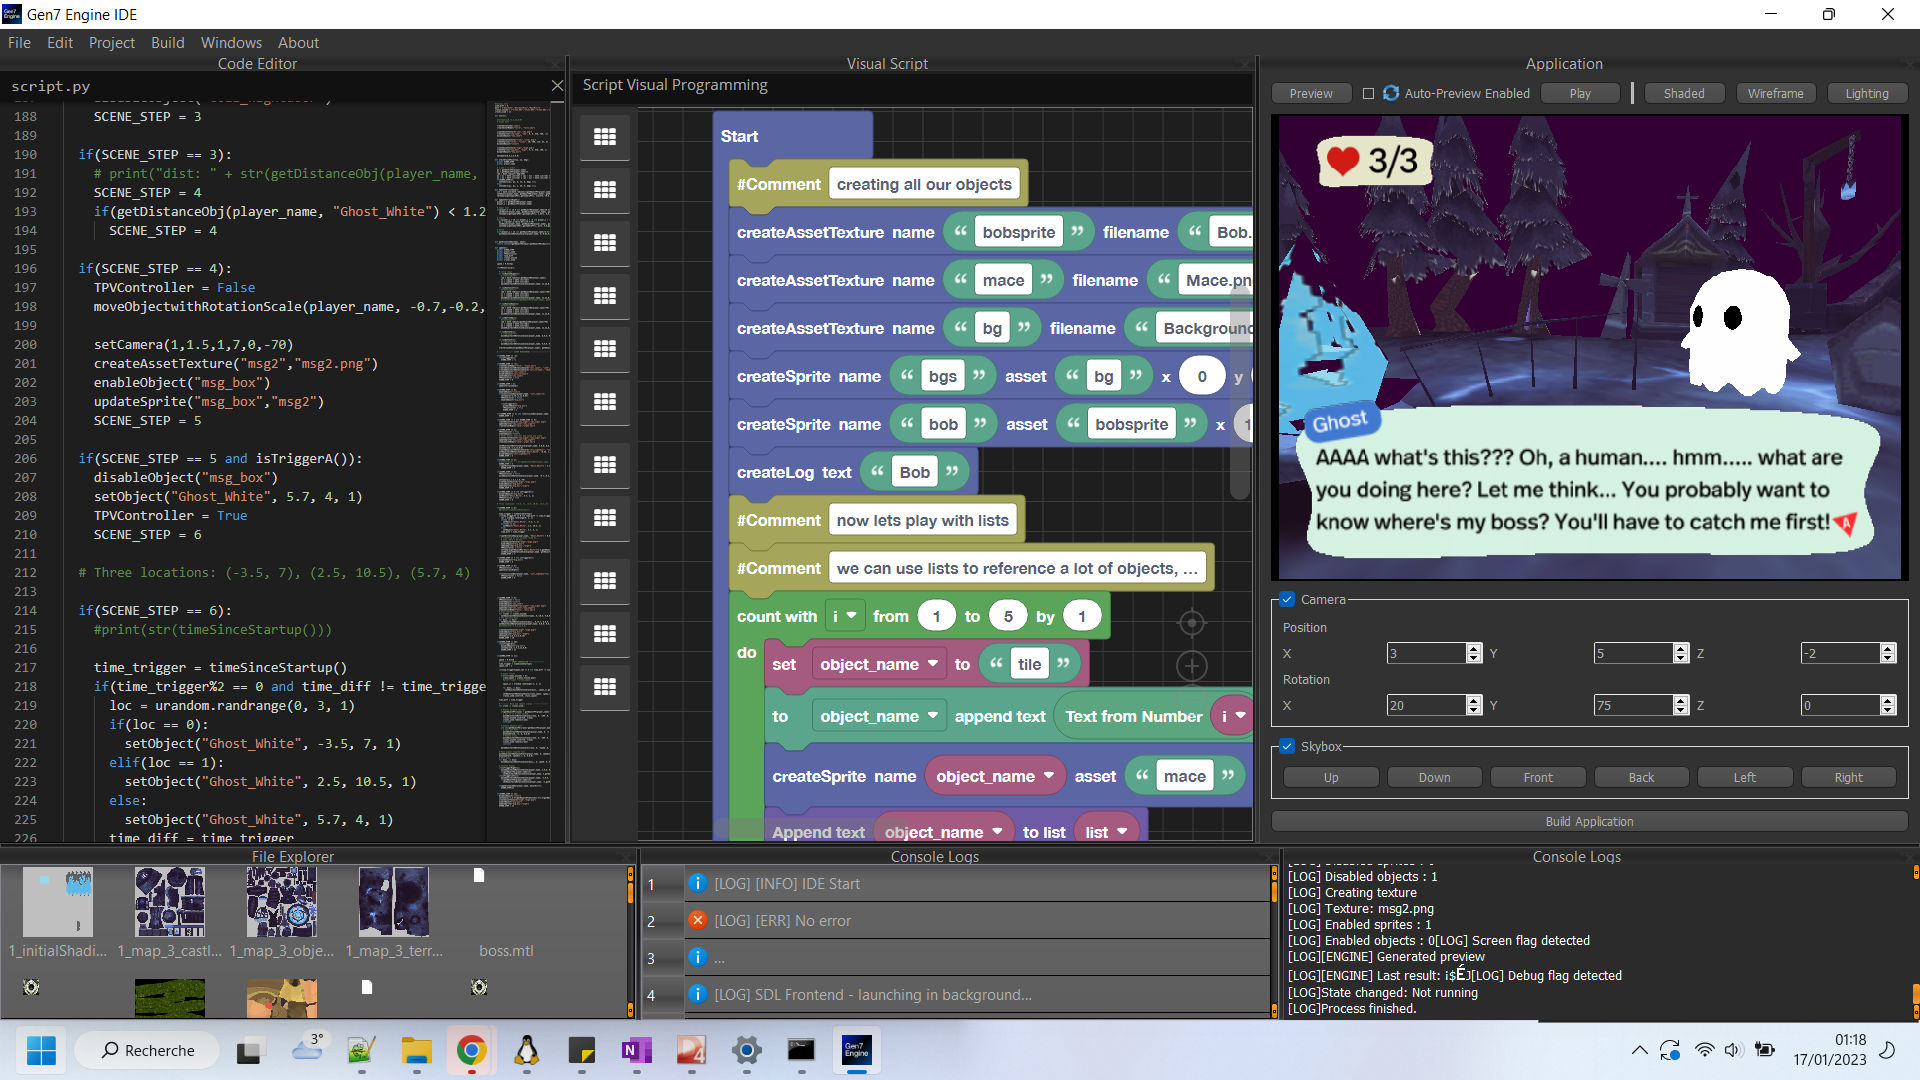 Gen7 Engine IDE
File Edit Project Build Windows About
Code Editor
script.py
188 SCENE_STEP = 3
189
190 if(SCENE_STEP == 3):
191 # print("dist: " + str(getDistanceObj(player_name,
192 SCENE_STEP = 4
193 if(getDistanceObj(player_name, "Ghost_White") < 1.2
194 SCENE_STEP = 4
195
196 if(SCENE_STEP == 4):
197 TPVController = False
198 moveObjectwithRotationScale(player_name, -0.7,-0.2,
199
200 setCamera(1,1.5,1,7,0,-70)
201 createAssetTexture("msg2","msg2.png")
202 enableObject("msg_box")
203 updateSprite("msg_box","msg2")
204 SCENE_STEP = 5
205
206 if(SCENE_STEP == 5 and isTriggerA()):
207 disableObject("msg_box")
208 setObject("Ghost_White", 5.7, 4, 1)
209 TPVController = True
210 SCENE_STEP = 6
211
212 # Three locations: (-3.5, 7), (2.5, 10.5), (5.7, 4)
213
214 if(SCENE_STEP == 6):
215 #print(str(timeSinceStartup()))
216
217 time_trigger = timeSinceStartup()
218 if(time_trigger%2 == 0 and time_diff != time_trigge
219 loc = urandom.randrange(0, 3, 1)
220 if(loc == 0):
221 setObject("Ghost_White", -3.5, 7, 1)
222 elif(loc == 1):
223 setObject("Ghost_White", 2.5, 10.5, 1)
224 else:
225 setObject("Ghost_White", 5.7, 4, 1)
226 time_diff = time_trigger
Visual Script
Script Visual Programming
Start
#Comment creating all our objects
createAssetTexture name “ bobsprite ” filename “ Bob.
createAssetTexture name “ mace ” filename “ Mace.pn
createAssetTexture name “ bg ” filename “ Background
createSprite name “ bgs ” asset “ bg ” x 0 y
createSprite name “ bob ” asset “ bobsprite ” x 1
createLog text “ Bob ”
#Comment now lets play with lists
#Comment we can use lists to reference a lot of objects, ...
count with i from 1 to 5 by 1
do set object_name to “ tile ”
to object_name append text Text from Number i
createSprite name object_name asset “ mace ”
Append text object_name to list list
Application
Preview Auto-Preview Enabled Play Shaded Wireframe Lighting
3/3
Ghost
AAAA what's this??? Oh, a human.... hmm..... what are
you doing here? Let me think... You probably want to
know where's my boss? You'll have to catch me first! A
Camera
Position
X 3 Y 5 Z -2
Rotation
X 20 Y 75 Z 0
Skybox
Up Down Front Back Left Right
Build Application
File Explorer
1_initialShadi... 1_map_3_castl... 1_map_3_obje... 1_map_3_terr... boss.mtl
Console Logs
1 [LOG] [INFO] IDE Start
2 [LOG] [ERR] No error
3 ...
4 [LOG] SDL Frontend - launching in background...
Console Logs
[LOG] Disabled objects : 1
[LOG] Creating texture
[LOG] Texture: msg2.png
[LOG] Enabled sprites : 1
[LOG] Enabled objects : 0[LOG] Screen flag detected
[LOG][ENGINE] Generated preview
[LOG][ENGINE] Last result: i$ÉJ[LOG] Debug flag detected
[LOG]State changed: Not running
[LOG]Process finished.
Recherche
3°
Gen7
Engine
01:18
17/01/2023